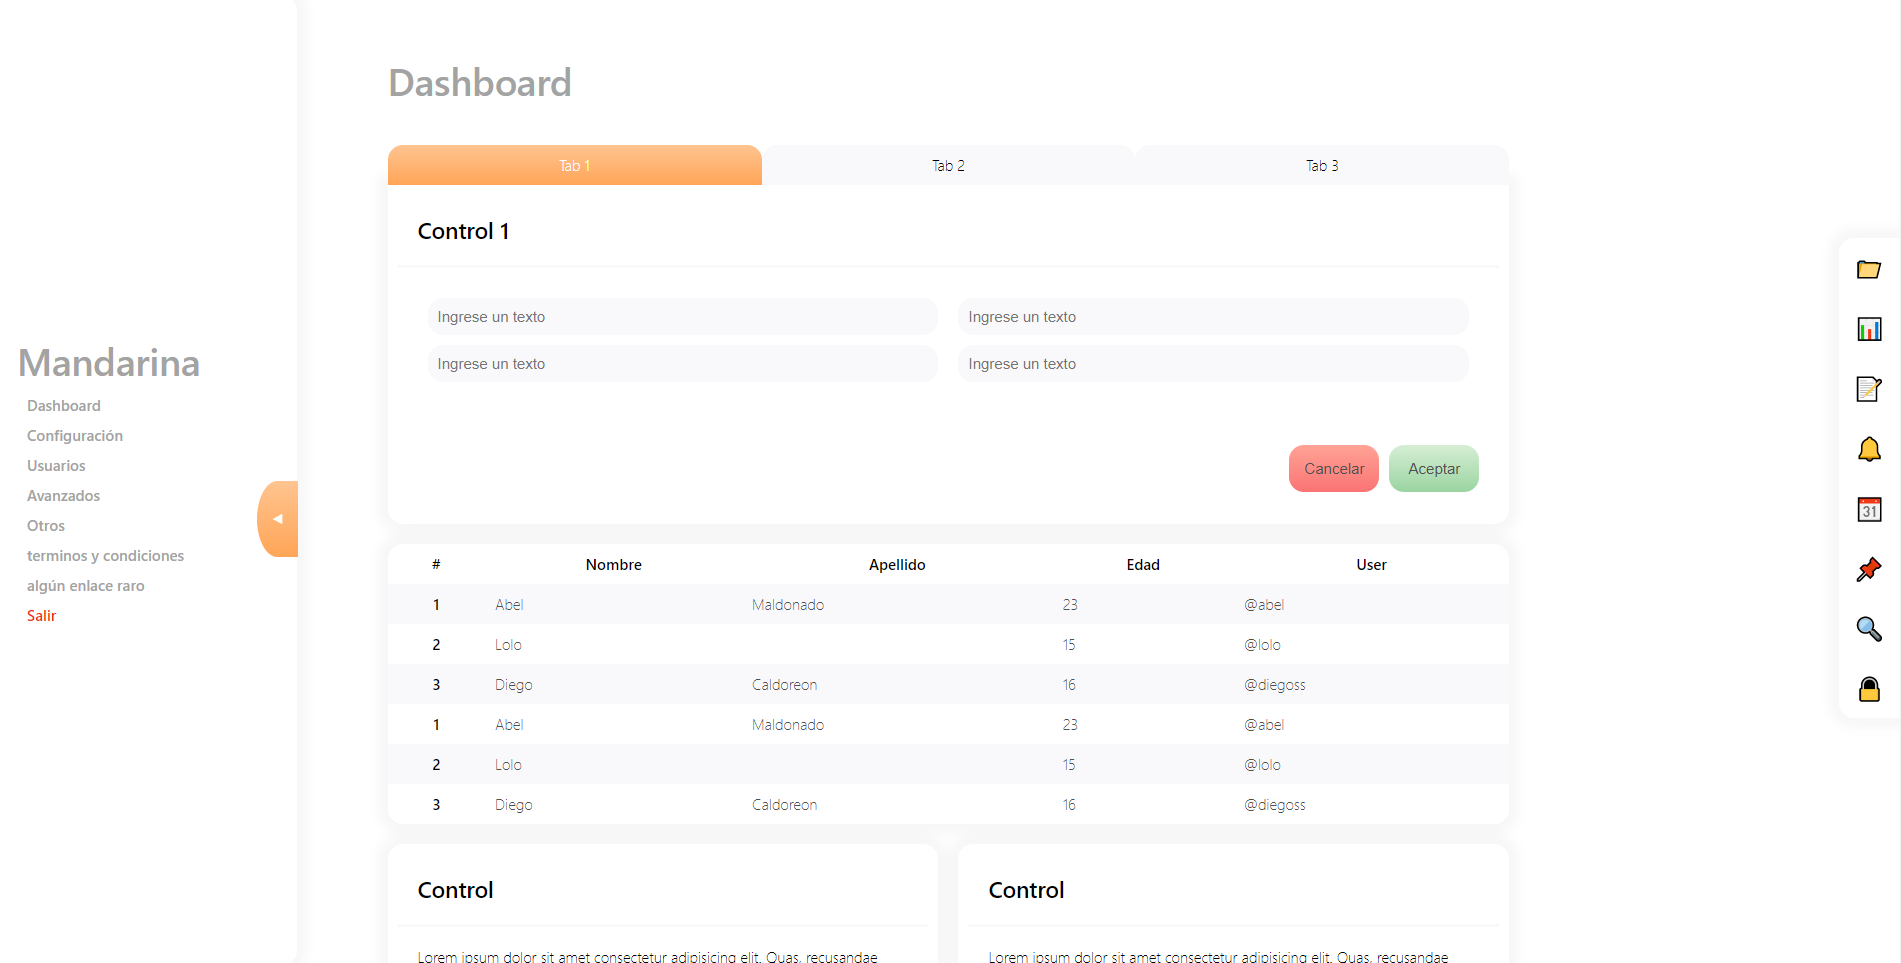 Mandarina
Dashboard
Configuración
Usuarios
Avanzados
Otros
terminos y condiciones
algún enlace raro
Salir
Dashboard
Tab 1 Tab 2 Tab 3
Control 1
Ingrese un texto Ingrese un texto
Ingrese un texto Ingrese un texto
Cancelar Aceptar
# Nombre Apellido Edad User
1 Abel Maldonado 23 @abel
2 Lolo 15 @lolo
3 Diego Caldoreon 16 @diegoss
1 Abel Maldonado 23 @abel
2 Lolo 15 @lolo
3 Diego Caldoreon 16 @diegoss
Control
Lorem ipsum dolor sit amet consectetur adipisicing elit. Quas, recusandae
Control
Lorem ipsum dolor sit amet consectetur adipisicing elit. Quas, recusandae
31